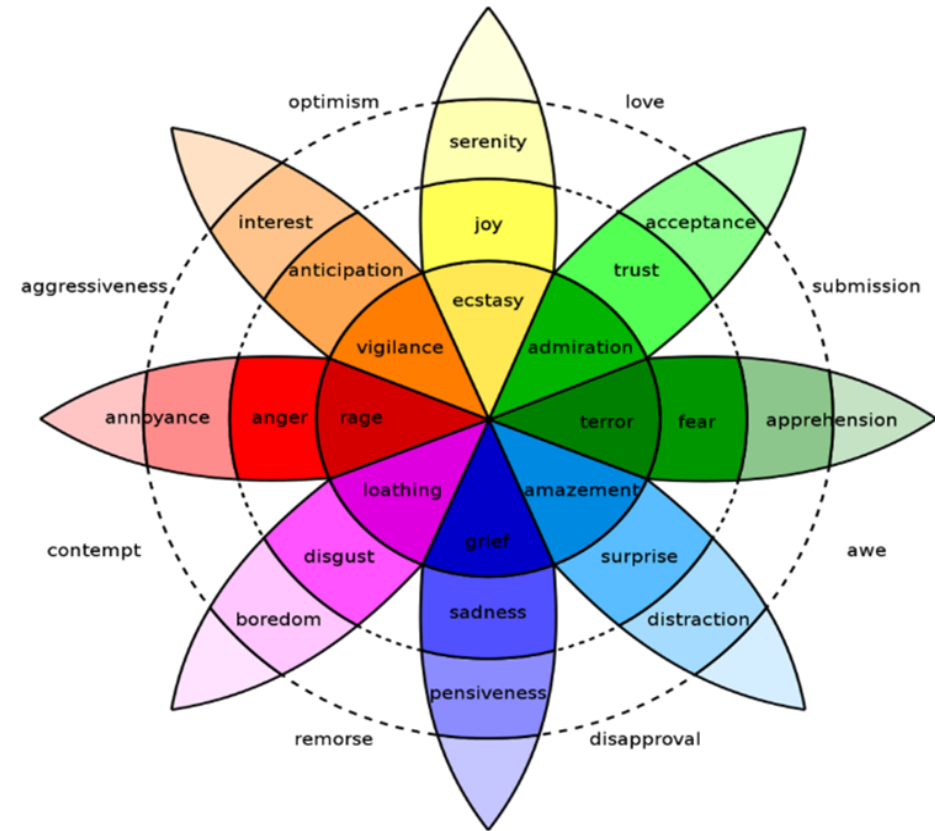 optimism
love
serenity
interest
joy
acceptance
anticipation
trust
aggressiveness
submission
ecstasy
vigilance
admiration
annoyance
anger
rage
terror
fear
apprehension
loathing
amazement
grief
contempt
disgust
surprise
awe
boredom
sadness
distraction
pensiveness
remorse
disapproval